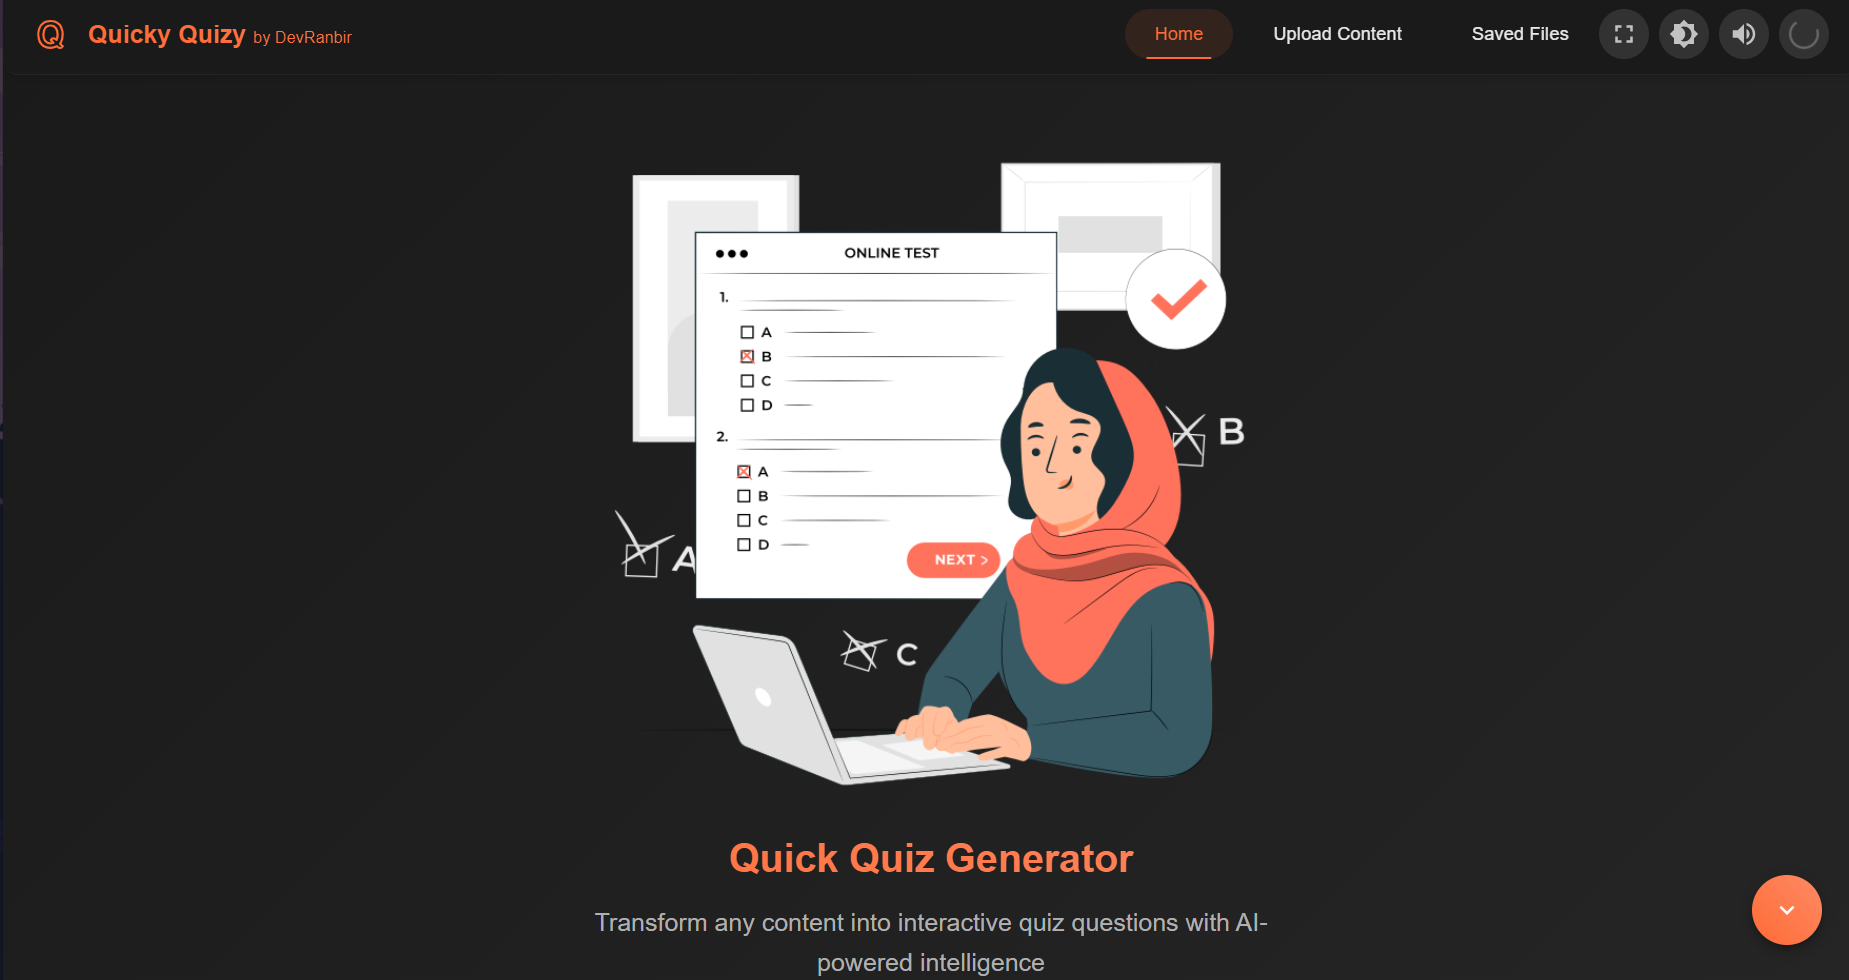 Quicky Quizy by DevRanbir
Home Upload Content Saved Files
ONLINE TEST
1.
A
B
C
D
2.
A
B
C
D
NEXT >
B
A
C
Quick Quiz Generator
Transform any content into interactive quiz questions with AI-
powered intelligence